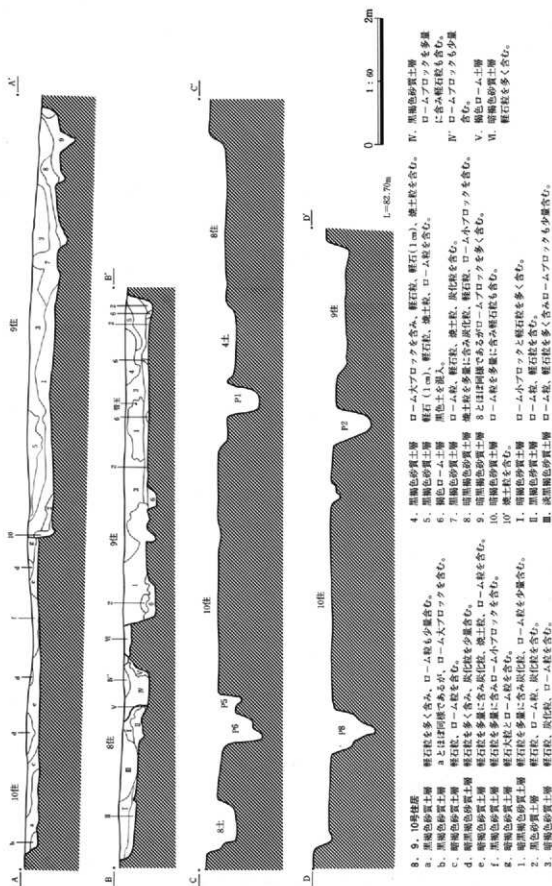 A
A'
10住
9住
B
B'
8住
9住
管玉
C
C'
8土
P5
P6
10住
P1
4土
8住
D
D'
P8
10住
P2
9住
L=82.70m
0
1:60
2m
8、9、10号住居
a. 黒褐色砂質土層 軽石粒を多く含み、ローム粒も少量含む。
b. 黒褐色砂質土層 aとほぼ同様であるが、ローム大ブロックを含む。
c. 暗褐色砂質土層 軽石粒、ローム粒を含む。
d. 暗黒褐色砂質土層 軽石粒を多く含み、炭化粒を少量含む。
e. 暗褐色砂質土層 軽石粒を多量に含み炭化粒、焼土粒、ローム粒を含む。
f. 黒褐色砂質土層 軽石粒を多量に含みローム小ブロックを含む。
g. 暗褐色砂質土層 軽石大粒とローム粒を含む。
1. 暗黒褐色砂質土層 軽石粒を多量に含み炭化粒、ローム粒を少量含む。
2. 黒色砂質土層 軽石粒、ローム粒、炭化粒を含む。
3. 暗褐色砂質土層 軽石粒、炭化粒、ローム粒を含む。
4. 黒褐色砂質土層 ローム大ブロックを含み、軽石粒、軽石(1㎝)、焼土粒を含む。
5. 黒褐色砂質土層 軽石(1㎝)、軽石粒、焼土粒、ローム粒を含む。
6. 褐色ローム土層 黒色土を混入。
7. 黒褐色砂質土層 ローム粒、軽石粒、焼土粒、炭化粒を含む。
8. 暗黒褐色砂質土層 焼土粒を多量に含み炭化粒、軽石粒、ローム小ブロックを含む。
9. 暗黒褐色砂質土層 8とほぼ同様であるがロームブロックを多く含む。
10. 暗褐色砂質土層 ローム粒を多量に含み軽石粒も含む。
10' 焼土粒を含む。
I. 暗褐色砂質土層 ローム小ブロックと軽石粒を多く含む。
II. 黒褐色砂質土層 ローム粒、軽石粒を含む。
III. 淡黒褐色砂質土層 ローム粒、軽石粒を多く含みロームブロックも少量含む。
IV. 黒褐色砂質土層 ロームブロックを多量
に含み軽石粒も含む。
IV' ロームブロックも少量
含む。
V. 褐色ローム土層
VI. 暗褐色砂質土層
軽石粒を多く含む。